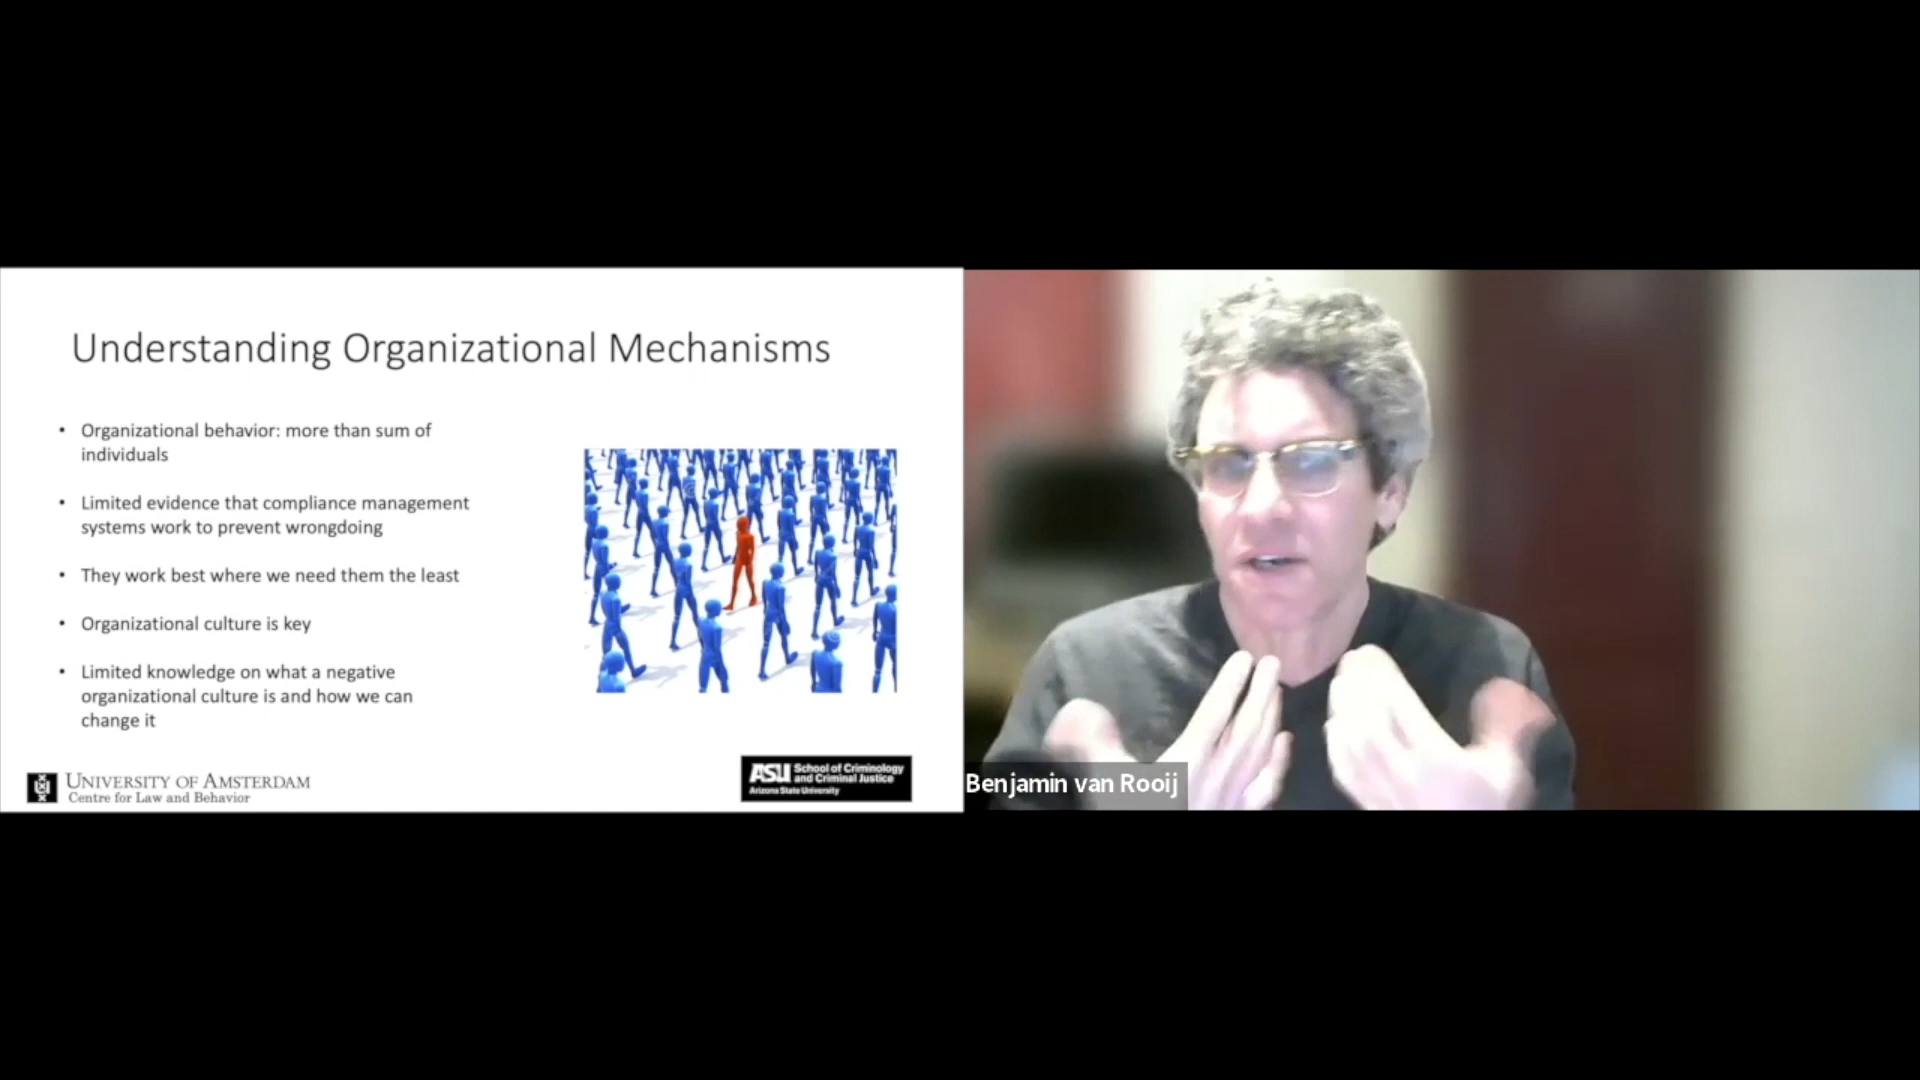 Understanding Organizational Mechanisms
• Organizational behavior: more than sum of
individuals
• Limited evidence that compliance management
systems work to prevent wrongdoing
• They work best where we need them the least
• Organizational culture is key
• Limited knowledge on what a negative
organizational culture is and how we can
change it
UNIVERSITY OF AMSTERDAM
Centre for Law and Behavior
ASU School of Criminology
and Criminal Justice
Arizona State University
Benjamin van Rooij